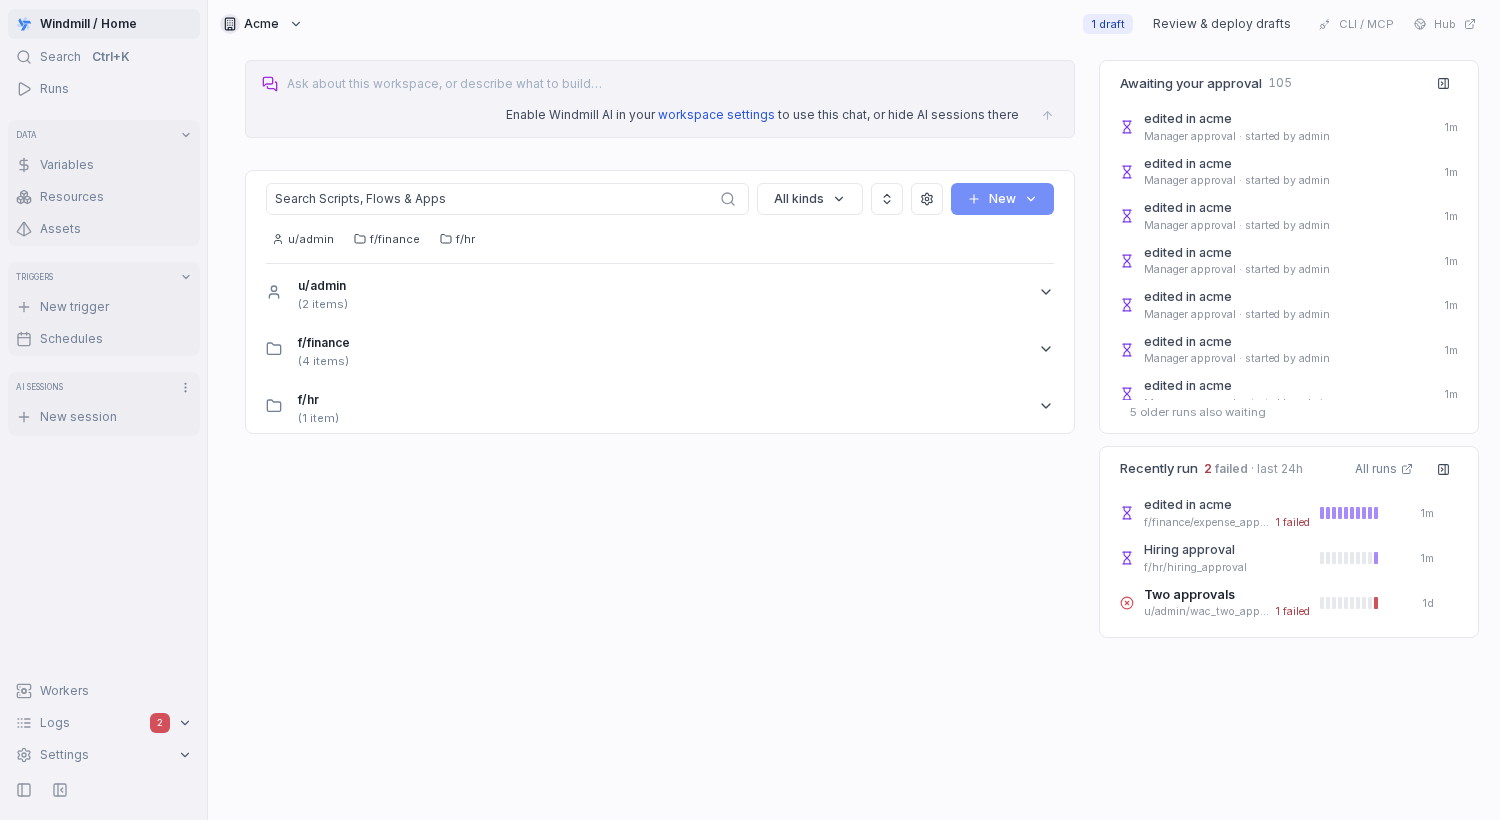 Windmill / Home
Search Ctrl+K
Runs
DATA
Variables
Resources
Assets
TRIGGERS
New trigger
Schedules
AI SESSIONS
New session
Workers
Logs 2
Settings
Acme
1 draft
Review & deploy drafts
CLI / MCP
Hub
Ask about this workspace, or describe what to build…
Enable Windmill AI in your workspace settings to use this chat, or hide AI sessions there
Search Scripts, Flows & Apps
All kinds
New
u/admin
f/finance
f/hr
u/admin
(2 items)
f/finance
(4 items)
f/hr
(1 item)
Awaiting your approval 105
edited in acme
Manager approval · started by admin
1m
edited in acme
Manager approval · started by admin
1m
edited in acme
Manager approval · started by admin
1m
edited in acme
Manager approval · started by admin
1m
edited in acme
Manager approval · started by admin
1m
edited in acme
Manager approval · started by admin
1m
edited in acme
1m
5 older runs also waiting
Recently run 2 failed · last 24h
All runs
edited in acme
f/finance/expense_app… 1 failed
1m
Hiring approval
f/hr/hiring_approval
1m
Two approvals
u/admin/wac_two_app… 1 failed
1d